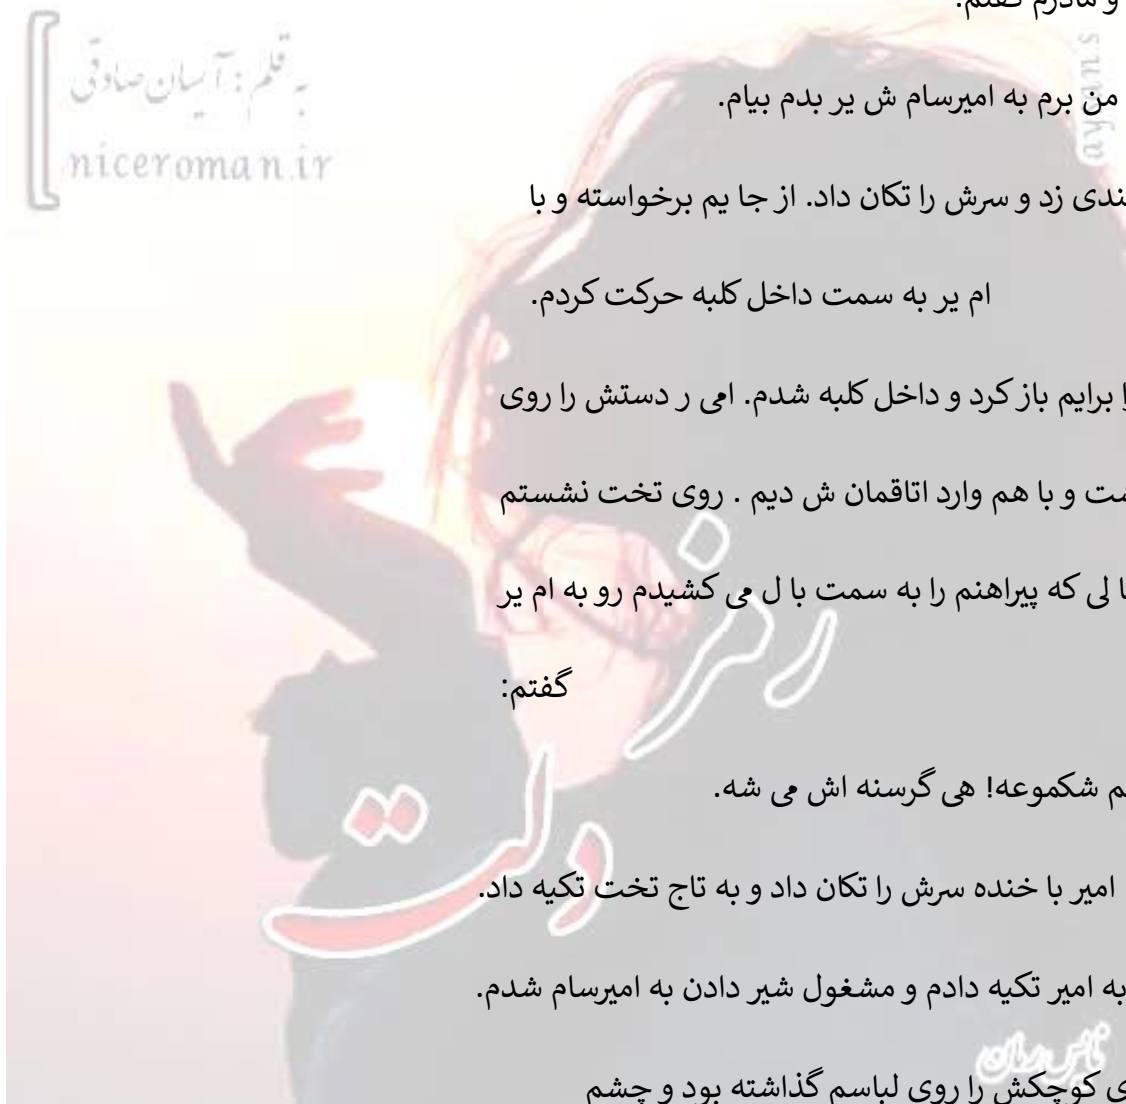 و مادرم گفتم:
به قلم : آیسان صادقی
niceroman.ir
من برم به امیرسام ش یر بدم بیام.
زد و سرش را تکان داد. از جا یم برخواسته و با
ام یر به سمت داخل کلبه حرکت کردم.
برایم باز کرد و داخل کلبه شدم. امی ر دستش را روی
و با هم وارد اتاقمان ش دیم . روی تخت نشستم
لی که پیراهنم را به سمت با ل می کشیدم رو به ام یر
گفتم:
رمز
شکموعه! هی گرسنه اش می شه.
دلت
امیر با خنده سرش را تکان داد و به تاج تخت تکیه داد.
به امیر تکیه دادم و مشغول شیر دادن به امیرسام شدم.
کوچکش را روی لباسم گذاشته بود و چشم